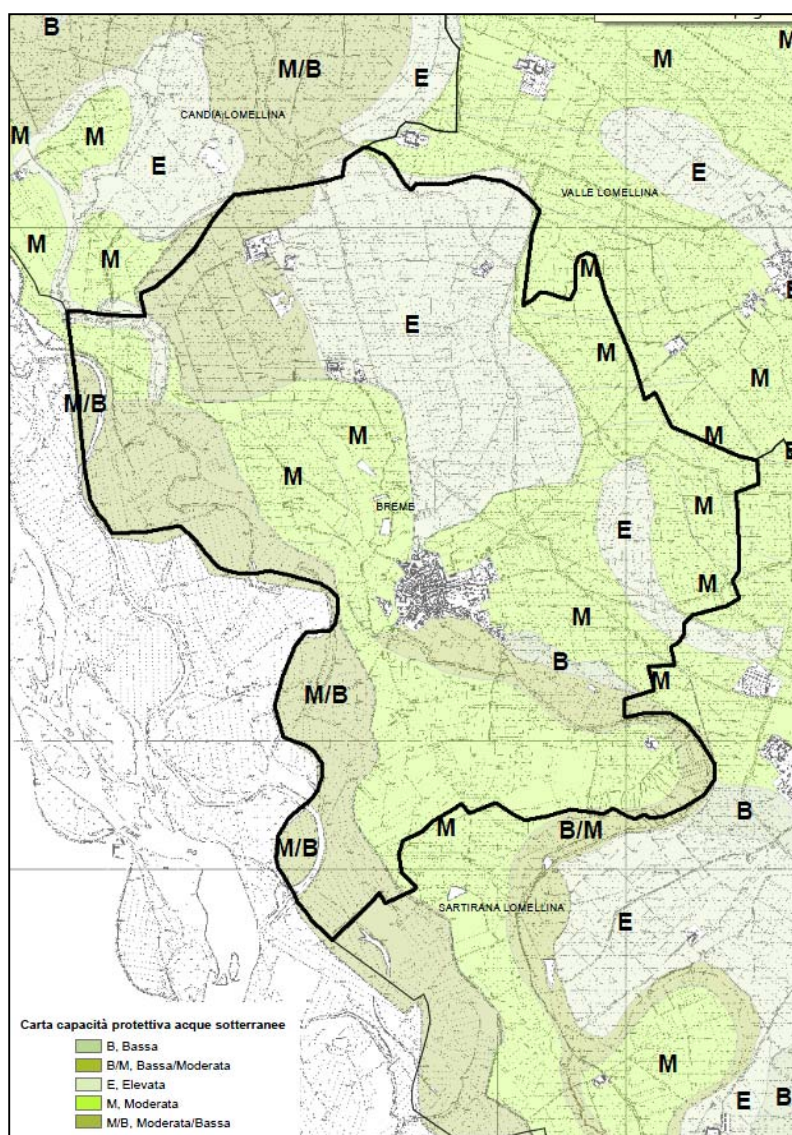 B
M
M
M/B
E
CANDIA LOMELLINA
M
M
E
E
VALLE LOMELLINA
M
M
M
E
E
M
M
M/B
M
M
M
E
M
M
BREME
E
M
M
M
B
M
M/B
M
B/M
B
M/B
SARTIRANA LOMELLINA
E
M
E
B
Carta capacità protettiva acque sotterranee
B, Bassa
B/M, Bassa/Moderata
E, Elevata
M, Moderata
M/B, Moderata/Bassa